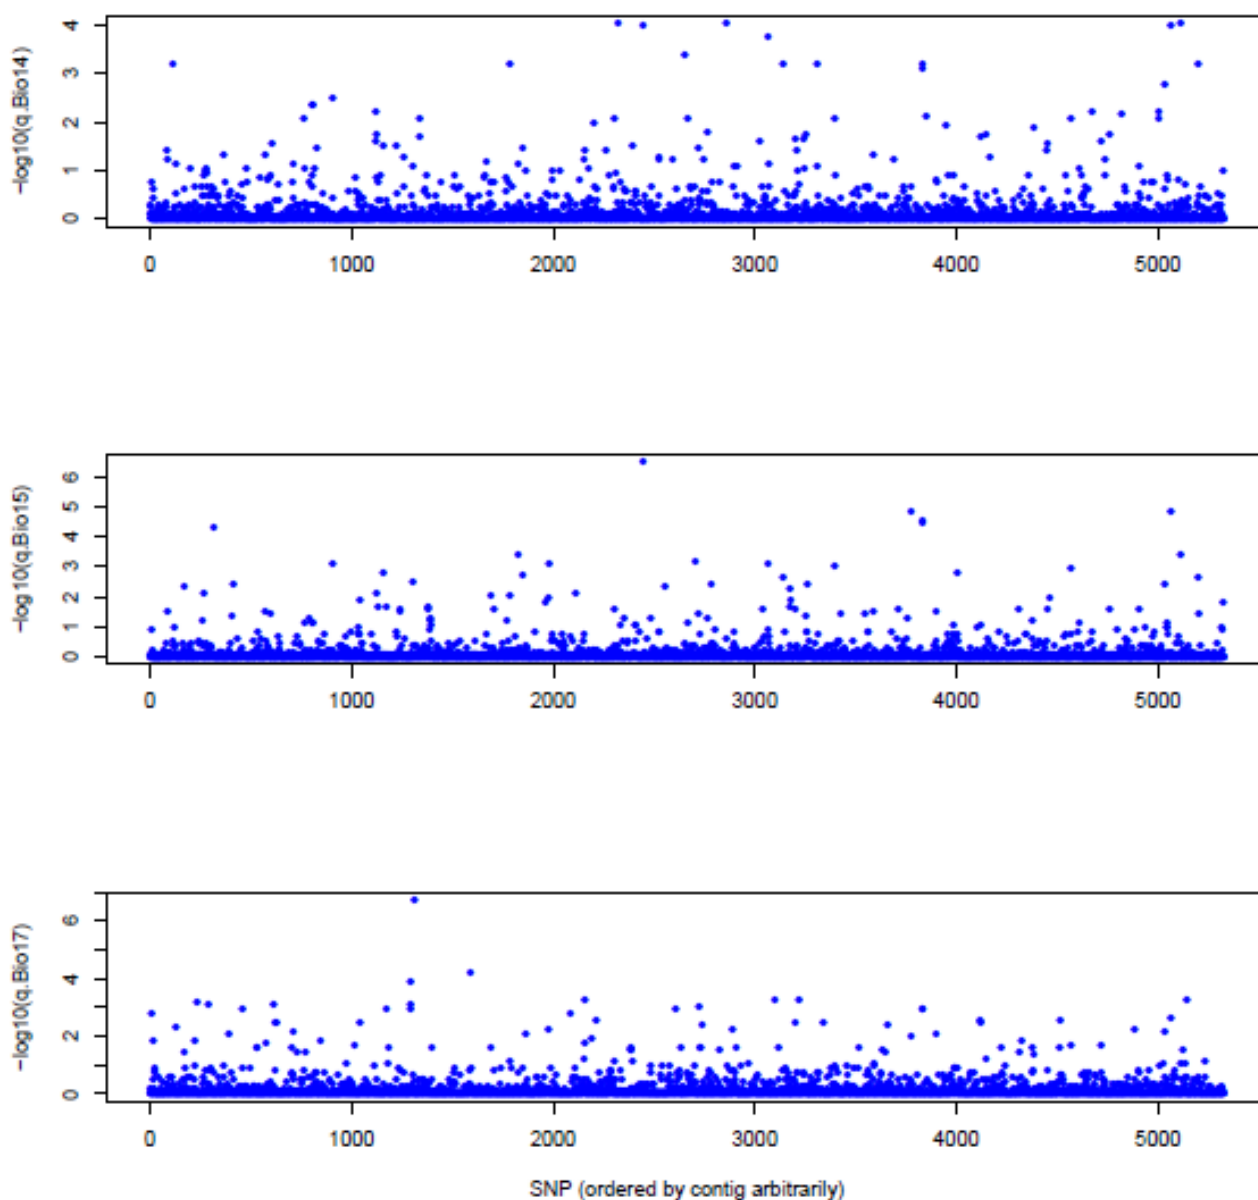 −log10(q.Bio14)
4
3
2
1
0
0 1000 2000 3000 4000 5000
−log10(q.Bio15)
6
5
4
3
2
1
0
0 1000 2000 3000 4000 5000
−log10(q.Bio17)
6
4
2
0
0 1000 2000 3000 4000 5000
SNP (ordered by contig arbitrarily)